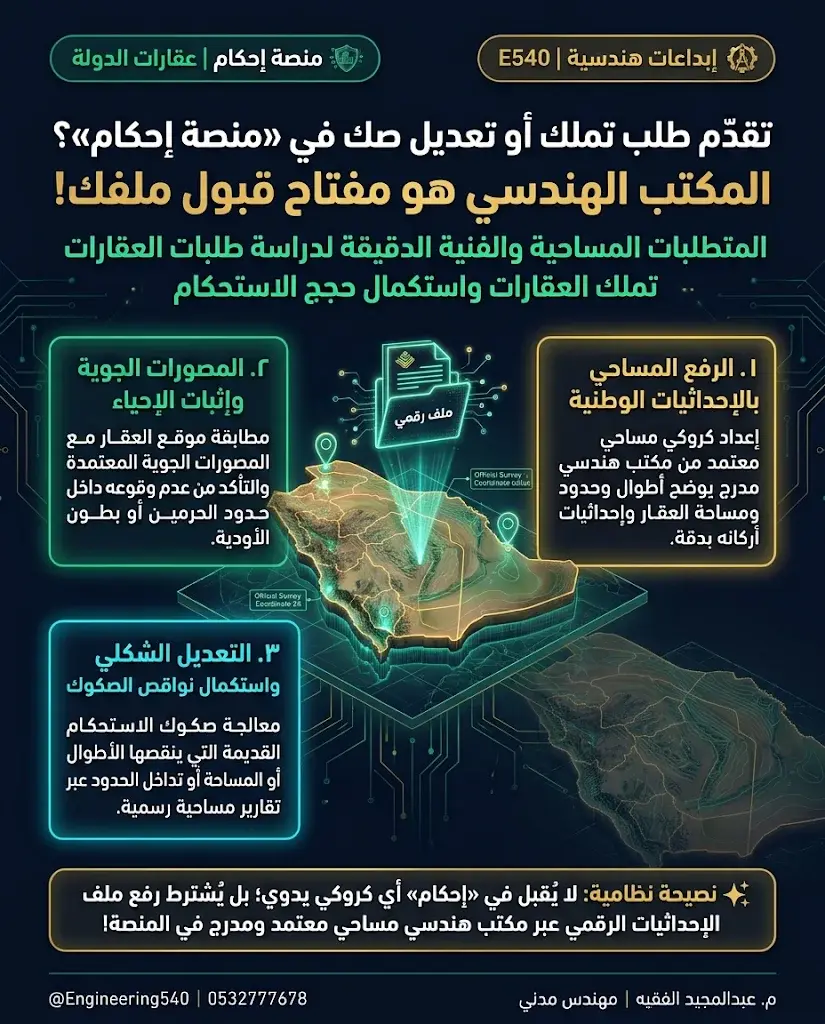 إبداعات هندسية | E540
منصة إحكام | عقارات الدولة
تقدّم طلب تملك أو تعديل صك في «منصة إحكام»؟
المكتب الهندسي هو مفتاح قبول ملفك!
المتطلبات المساحية والفنية الدقيقة لدراسة طلبات العقارات
تملك العقارات واستكمال حجج الاستحكام
١. الرفع المساحي
بالإحداثيات الوطنية
إعداد كروكي مساحي
معتمد من مكتب هندسي
مدرج يوضح أطوال وحدود
ومساحة العقار وإحداثيات
أركانه بدقة.
٢. المصورات الجوية
وإثبات الإحياء
مطابقة موقع العقار مع
المصورات الجوية المعتمدة
والتأكد من عدم وقوعه داخل
حدود الحرمين أو بطون
الأودية.
ملف رقمي
Official Survey
Official Survey
٣. التعديل الشكلي
واستكمال نواقص الصكوك
معالجة صكوك الاستحكام
القديمة التي ينقصها الأطوال
أو المساحة أو تداخل الحدود عبر
تقارير مساحية رسمية.
نصيحة نظامية: لا يُقبل في «إحكام» أي كروكي يدوي؛ بل يُشترط رفع ملف
الإحداثيات الرقمي عبر مكتب هندسي مساحي معتمد ومدرج في المنصة!
م. عبدالمجيد الفقيه | مهندس مدني
@Engineering540 | 0532777678